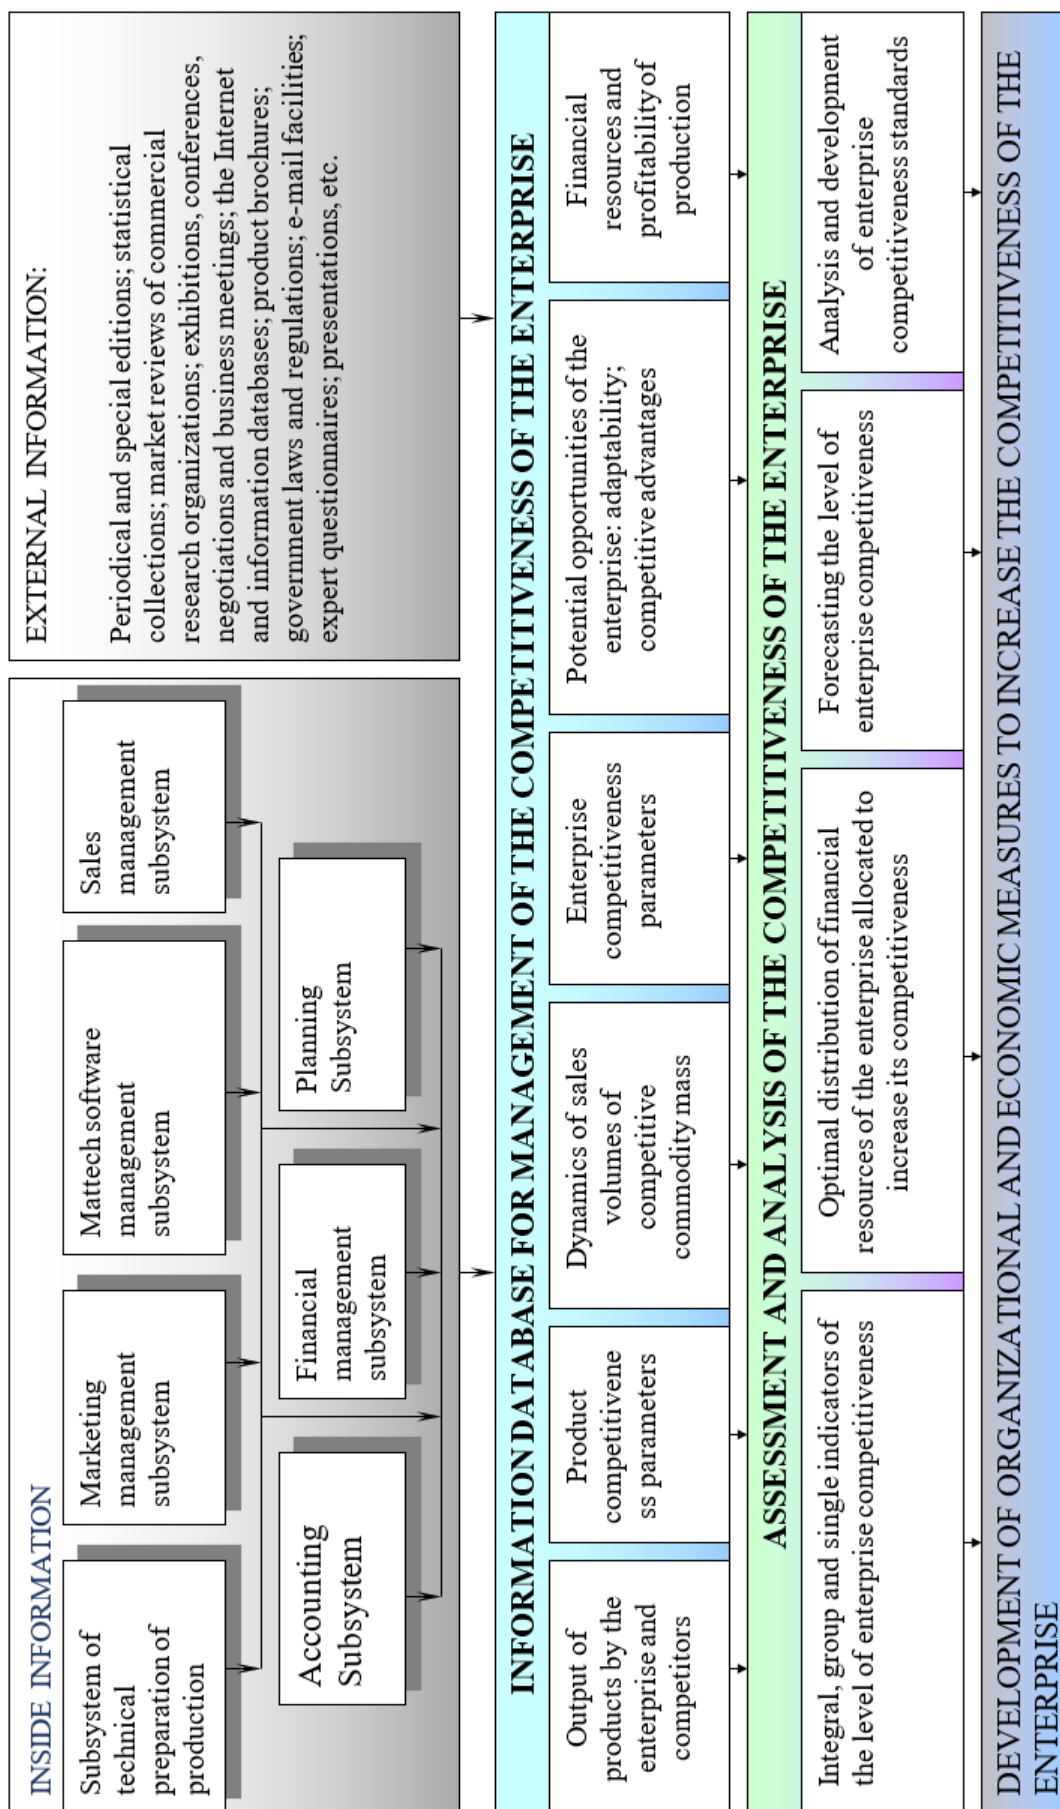 INSIDE INFORMATION
Subsystem of
technical
preparation of
production
Marketing
management
subsystem
Mattech software
management
subsystem
Sales
management
subsystem
Accounting
Subsystem
Financial
management
subsystem
Planning
Subsystem
EXTERNAL INFORMATION:
Periodical and special editions; statistical
collections; market reviews of commercial
research organizations; exhibitions, conferences,
negotiations and business meetings; the Internet
and information databases; product brochures;
government laws and regulations; e-mail facilities;
expert questionnaires; presentations, etc.
INFORMATION DATABASE FOR MANAGEMENT OF THE COMPETITIVENESS OF THE ENTERPRISE
Output of
products by the
enterprise and
competitors
Product
competitivene
ss parameters
Dynamics of sales
volumes of
competitive
commodity mass
Enterprise
competitiveness
parameters
Potential opportunities of the
enterprise: adaptability;
competitive advantages
Financial
resources and
profitability of
production
ASSESSMENT AND ANALYSIS OF THE COMPETITIVENESS OF THE ENTERPRISE
Integral, group and single indicators of
the level of enterprise competitiveness
Optimal distribution of financial
resources of the enterprise allocated to
increase its competitiveness
Forecasting the level of
enterprise competitiveness
Analysis and development
of enterprise
competitiveness standards
DEVELOPMENT OF ORGANIZATIONAL AND ECONOMIC MEASURES TO INCREASE THE COMPETITIVENESS OF THE
ENTERPRISE